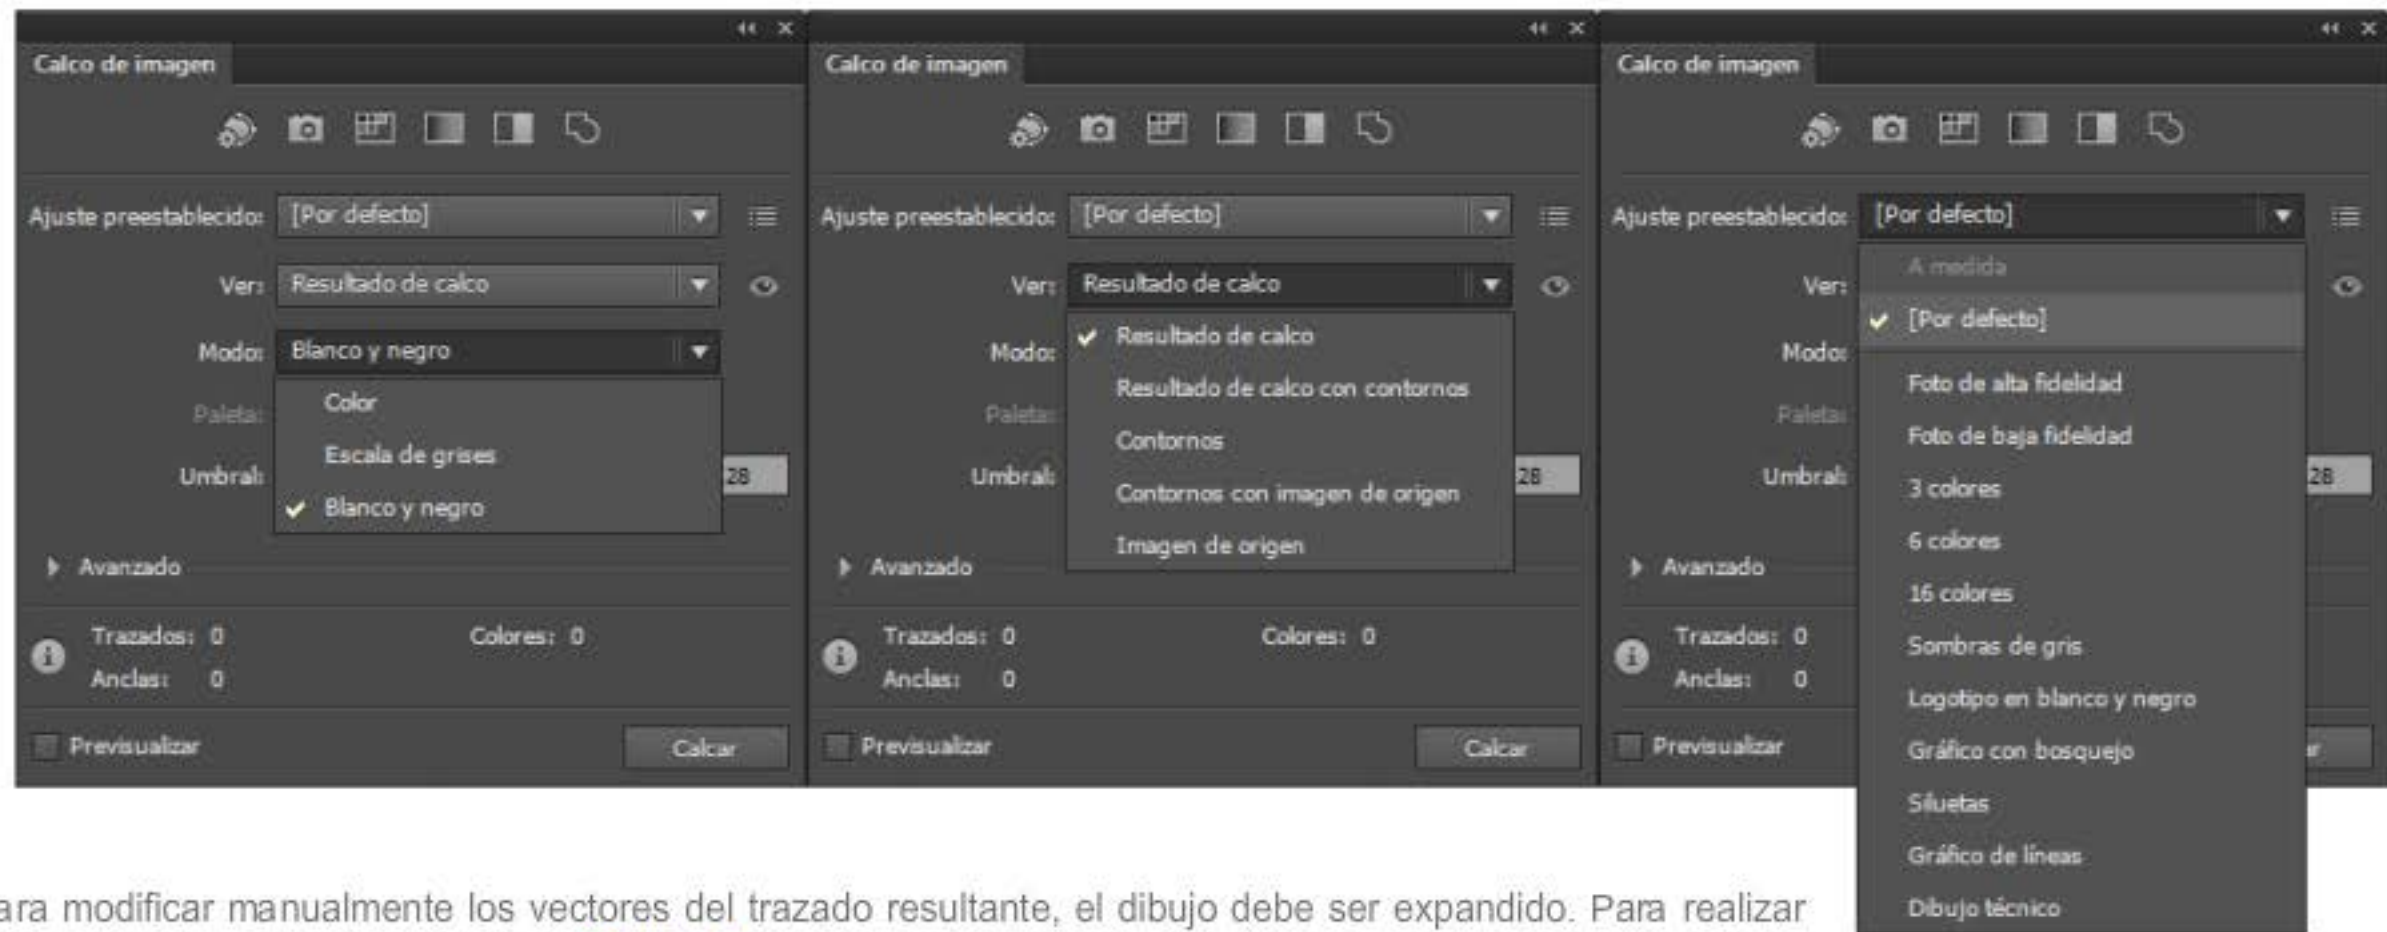 Calco de imagen
Ajuste preestablecido: [Por defecto]
Ver: Resultado de calco
Modo: Blanco y negro
Color
Paleta:
Escala de grises
Umbral: 28
Blanco y negro
Avanzado
Trazados: 0 Colores: 0
Anclas: 0
Previsualizar Calcar
Calco de imagen
Ajuste preestablecido: [Por defecto]
Ver: Resultado de calco
Resultado de calco
Modo:
Resultado de calco con contornos
Paleta:
Contornos
Umbral: 28
Contornos con imagen de origen
Imagen de origen
Avanzado
Trazados: 0 Colores: 0
Anclas: 0
Previsualizar Calcar
Calco de imagen
Ajuste preestablecido: [Por defecto]
A medida
Ver:
[Por defecto]
Modo:
Foto de alta fidelidad
Paleta:
Foto de baja fidelidad
Umbral: 28
3 colores
6 colores
Avanzado
16 colores
Trazados: 0
Sombras de gris
Anclas: 0
Logotipo en blanco y negro
Previsualizar
Gráfico con bosquejo
Siluetas
Gráfico de líneas
Dibujo técnico
ara modificar manualmente los vectores del trazado resultante, el dibujo debe ser expandido. Para realizar